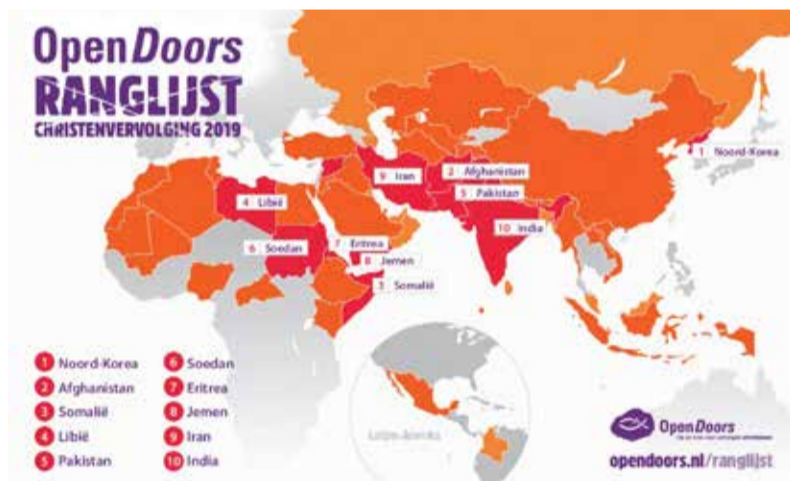 Open Doors
RANGLIJST
CHRISTENVERVOLGING 2019
1 Noord-Korea
9 Iran
2 Afghanistan
5 Pakistan
4 Libië
10 India
6 Soedan
7 Eritrea
8 Jemen
3 Somalië
1 Noord-Korea
2 Afghanistan
3 Somalië
4 Libië
5 Pakistan
6 Soedan
7 Eritrea
8 Jemen
9 Iran
10 India
Latijns-Amerika
Open Doors
opendoors.nl/ranglijst